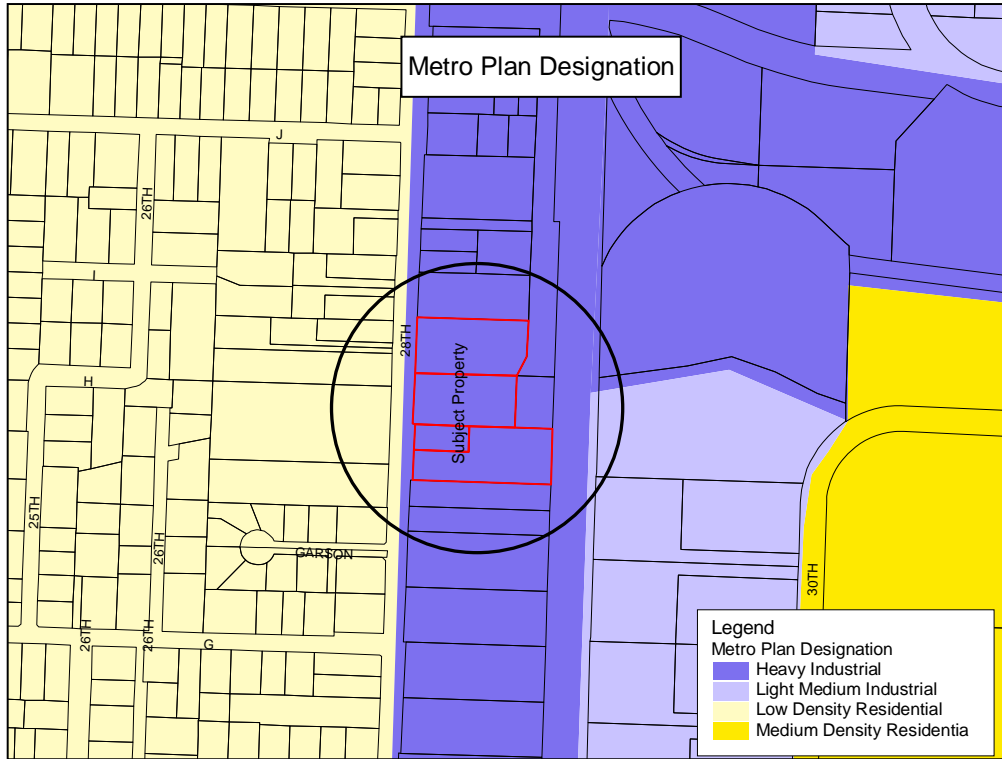 Metro Plan Designation
J
26TH
I
28TH
H
Subject Property
25TH
26TH
GARSON
30TH
26TH
26TH
G
Legend
Metro Plan Designation
Heavy Industrial
Light Medium Industrial
Low Density Residential
Medium Density Residentia